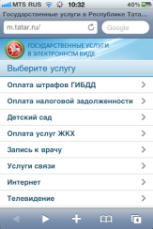 MTS RUS 10:32 40%
Государственные услуги в Республике Тата...
m.tatar.ru/ Google
ГОСУДАРСТВЕННЫЕ УСЛУГИ
В ЭЛЕКТРОННОМ ВИДЕ
Выберите услугу
Оплата штрафов ГИБДД
Оплата налоговой задолженности
Детский сад
Оплата услуг ЖКХ
Запись к врачу
Услуги связи
Интернет
Телевидение